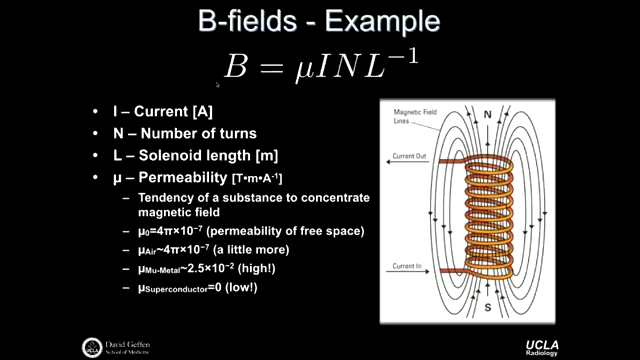 B-fields - Example
B = μINL⁻¹
• I – Current [A]
• N – Number of turns
• L – Solenoid length [m]
• μ – Permeability [T•m•A⁻¹]
– Tendency of a substance to concentrate
magnetic field
– μ₀=4π×10⁻⁷ (permeability of free space)
– μAir~4π×10⁻⁷ (a little more)
– μMu-Metal~2.5×10⁻² (high!)
– μSuperconductor=0 (low!)
Magnetic Field
Lines
N
Current Out
Current In
S
UCLA
David Geffen
School of Medicine
UCLA
Radiology